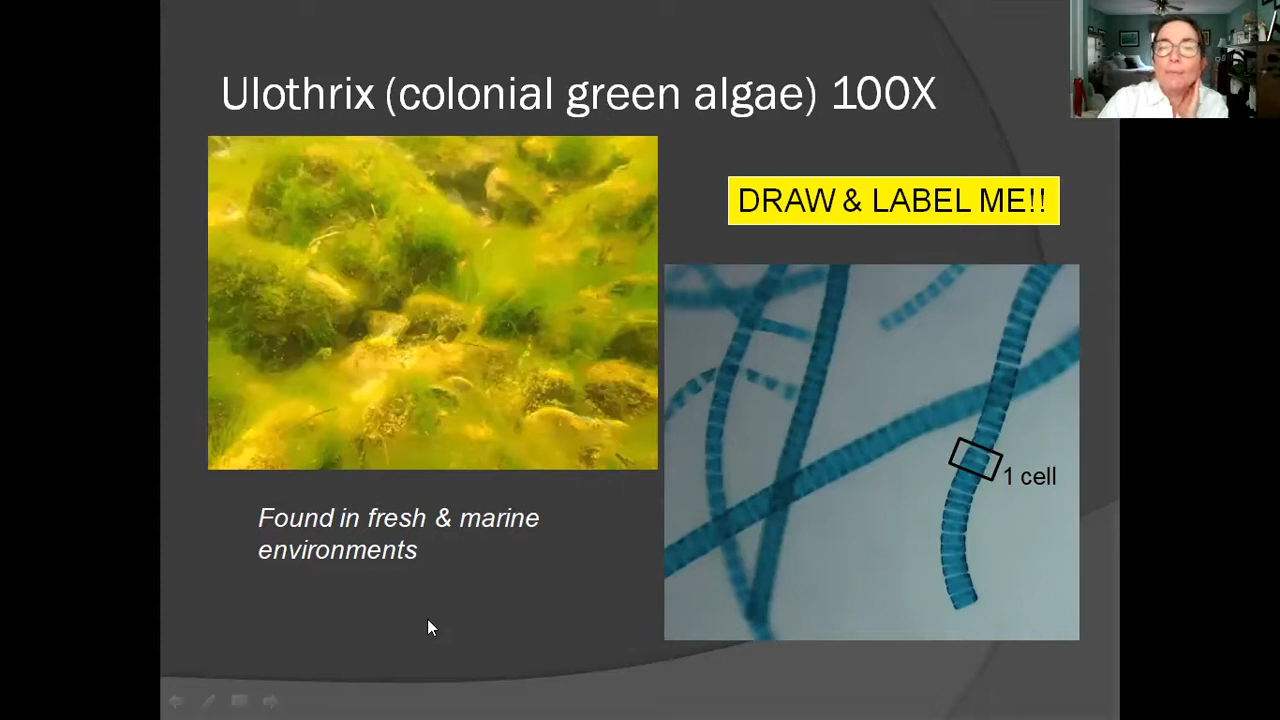 Ulothrix (colonial green algae) 100X
DRAW & LABEL ME!!
1 cell
Found in fresh & marine
environments